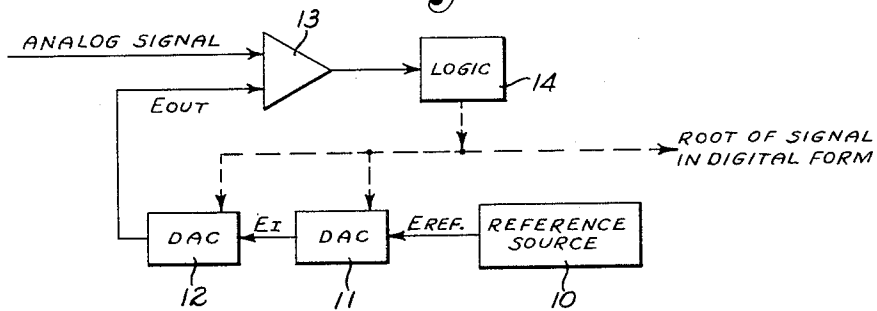 13
ANALOG SIGNAL
LOGIC
14
EOUT
ROOT OF SIGNAL
IN DIGITAL FORM
DAC
EI
DAC
EREF.
REFERENCE
SOURCE
12
11
10